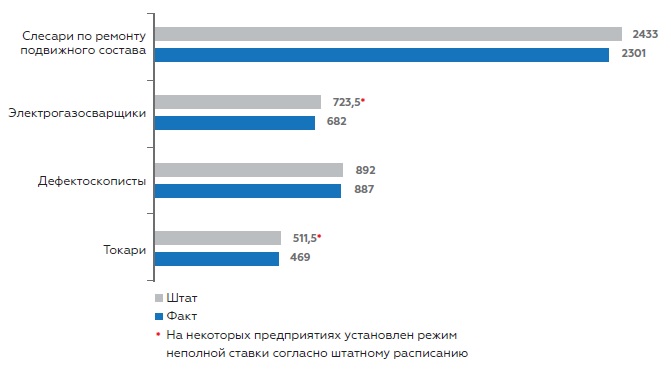 Слесари по ремонту
подвижного состава
2433
2301
Электрогазосварщики
723,5*
682
Дефектоскописты
892
887
Токари
511,5*
469
Штат
Факт
* На некоторых предприятиях установлен режим
неполной ставки согласно штатному расписанию